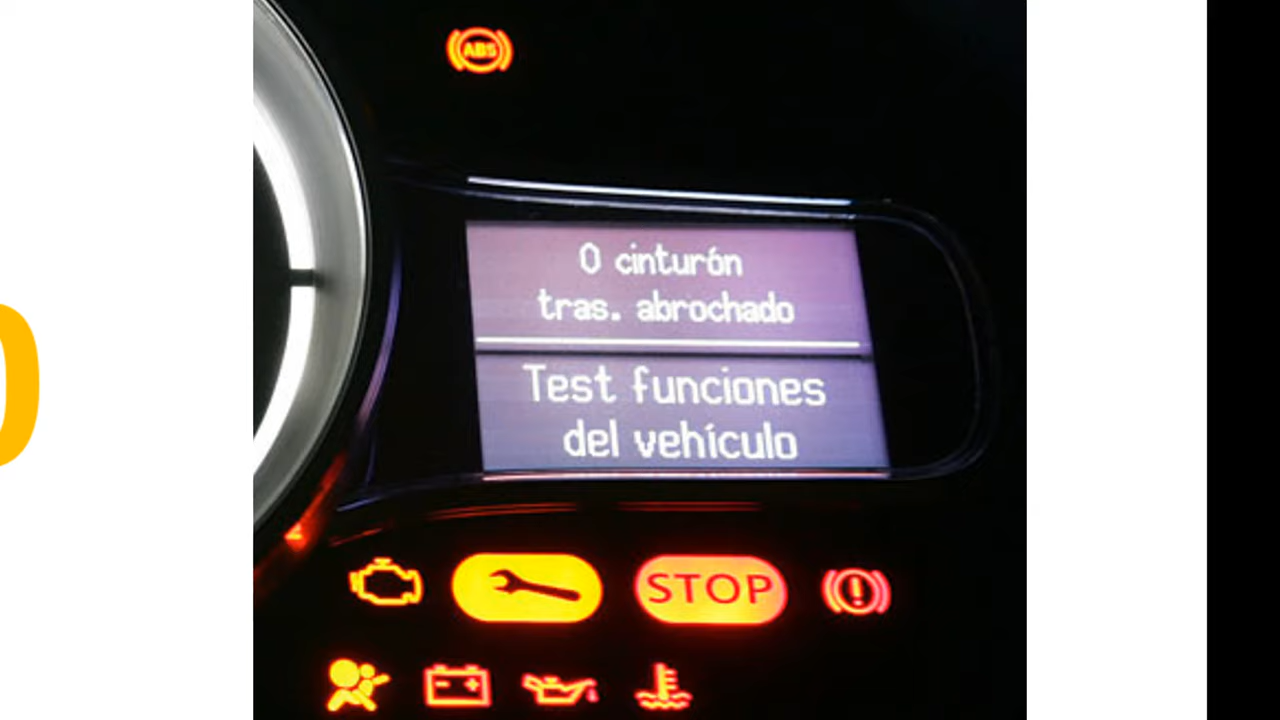 ABS
0 cinturón
tras. abrochado
Test funciones
del vehículo
STOP